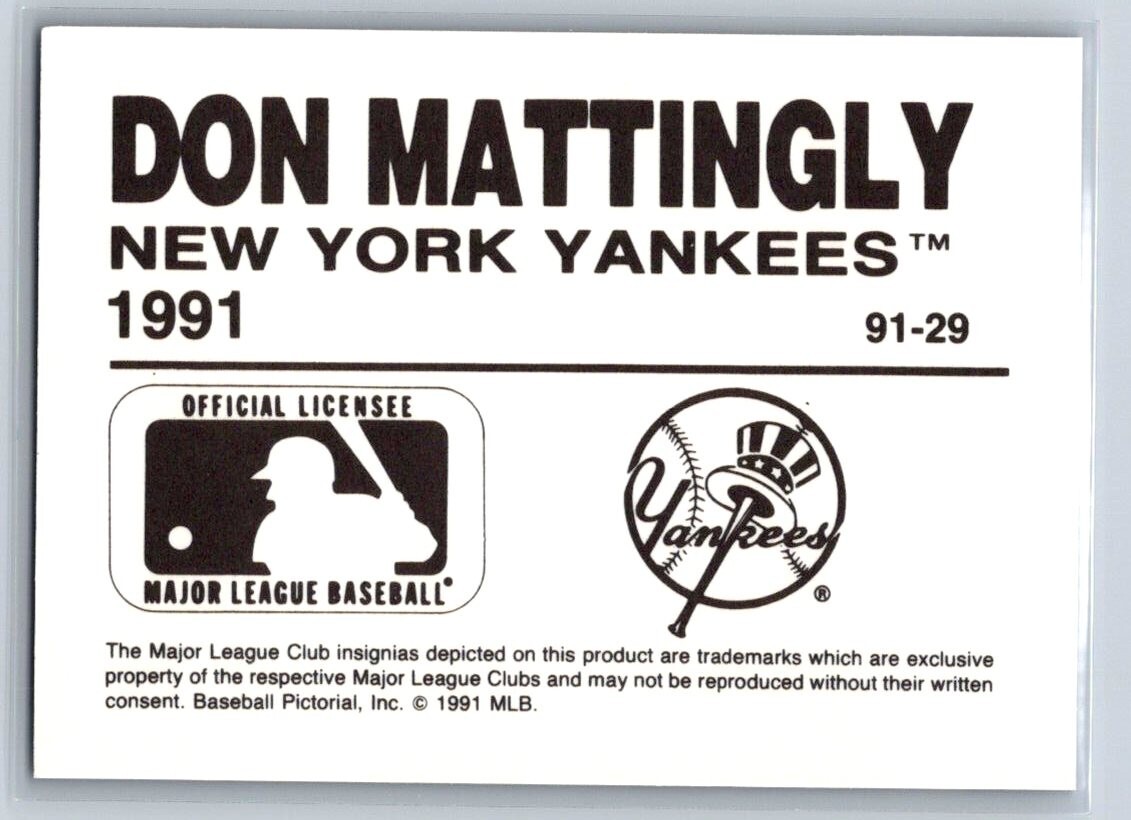 DON MATTINGLY
NEW YORK YANKEES™
1991 91-29
OFFICIAL LICENSEE
MAJOR LEAGUE BASEBALL
Yankees
®
The Major League Club insignias depicted on this product are trademarks which are exclusive
property of the respective Major League Clubs and may not be reproduced without their written
consent. Baseball Pictorial, Inc. © 1991 MLB.